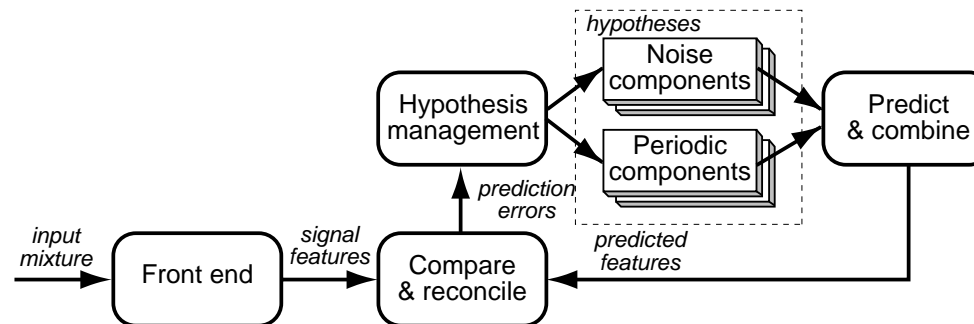 hypotheses
Noise
components
Hypothesis
management
Predict
& combine
Periodic
components
prediction
errors
input
mixture
Front end
signal
features
Compare
& reconcile
predicted
features